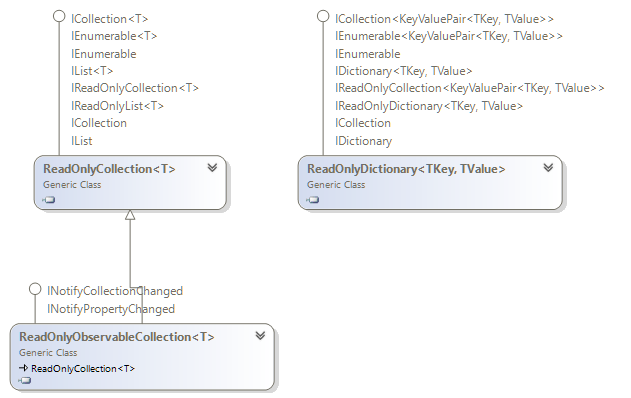 ICollection<T>
IEnumerable<T>
IEnumerable
IList<T>
IReadOnlyCollection<T>
IReadOnlyList<T>
ICollection
IList
ReadOnlyCollection<T>
Generic Class
ICollection<KeyValuePair<TKey, TValue>>
IEnumerable<KeyValuePair<TKey, TValue>>
IEnumerable
IDictionary<TKey, TValue>
IReadOnlyCollection<KeyValuePair<TKey, TValue>>
IReadOnlyDictionary<TKey, TValue>
ICollection
IDictionary
ReadOnlyDictionary<TKey, TValue>
Generic Class
INotifyCollectionChanged
INotifyPropertyChanged
ReadOnlyObservableCollection<T>
Generic Class
ReadOnlyCollection<T>